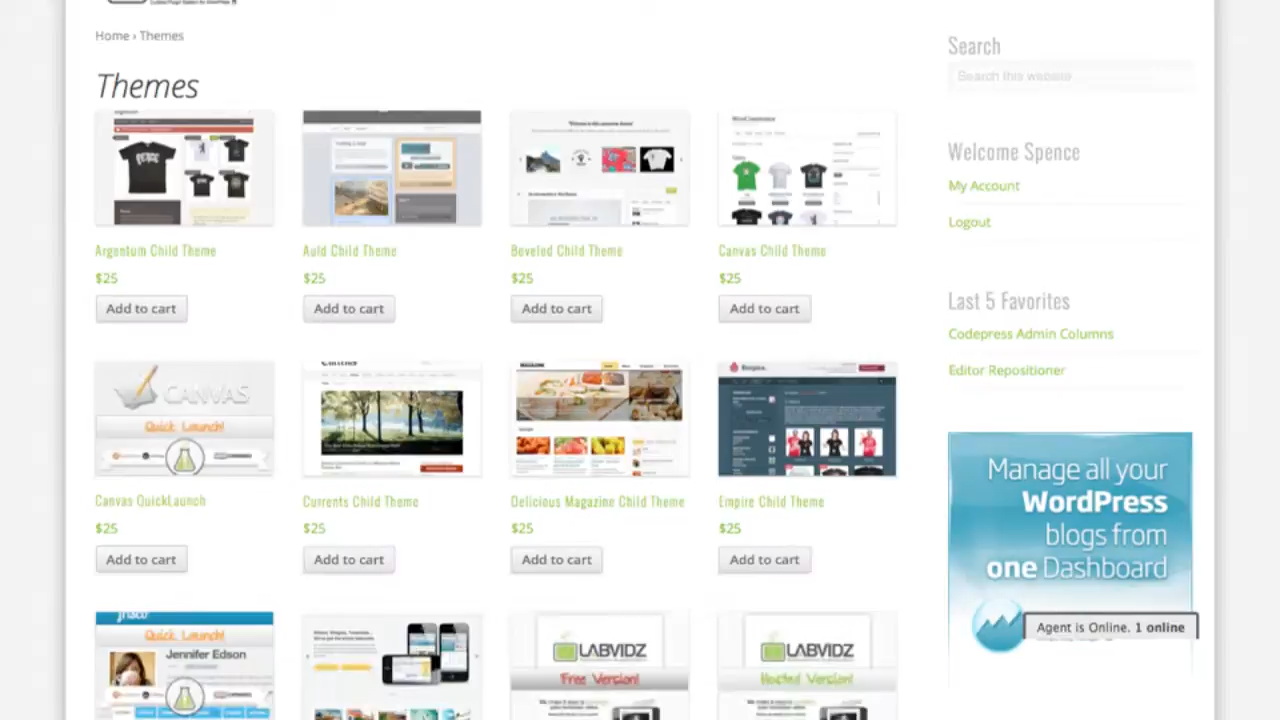 Home › Themes
Themes
Argentum Child Theme
$25
Add to cart
Auld Child Theme
$25
Add to cart
Beveled Child Theme
$25
Add to cart
Canvas Child Theme
$25
Add to cart
CANVAS
Quick Launch!
Canvas QuickLaunch
$25
Add to cart
Currents Child Theme
$25
Add to cart
Delicious Magazine Child Theme
$25
Add to cart
Empire Child Theme
$25
Add to cart
Quick Launch!
Jennifer Edson
LABVIDZ
Free Version!
LABVIDZ
Hosted Version!
Search
Search this website
Welcome Spence
My Account
Logout
Last 5 Favorites
Codepress Admin Columns
Editor Repositioner
Manage all your
WordPress
blogs from
one Dashboard
Agent is Online. 1 online